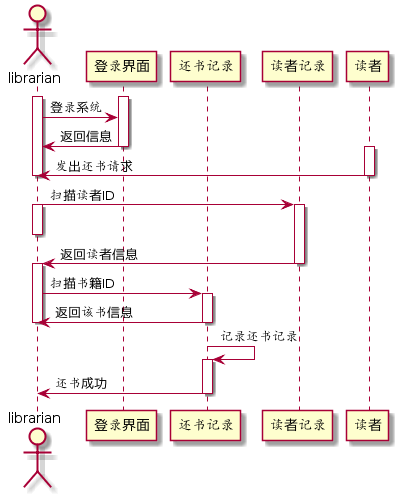 librarian
登录界面
还书记录
读者记录
读者
登录系统
返回信息
发出还书请求
扫描读者ID
返回读者信息
扫描书籍ID
返回该书信息
记录还书记录
还书成功
librarian
登录界面
还书记录
读者记录
读者